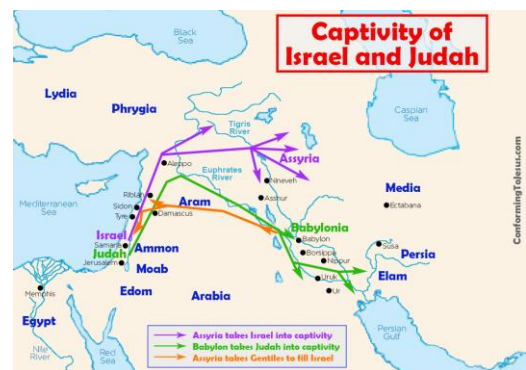 Captivity of
Israel and Judah
Black
Sea
Lydia
Phrygia
Caspian
Sea
Tigris
River
Assyria
Aleppo
Euphrates
River
Nineveh
Media
Mediterranean
Sea
Riblah
Aram
Asshur
Ectabana
Sidon
Tyre
Damascus
Israel
Samaria
Babylonia
Babylon
Susa
Judah
Ammon
Borsippa
Persia
Jerusalem
Moab
Nippur
Elam
Edom
Arabia
Uruk
Ur
Memphis
Egypt
Persian
Gulf
Nile
River
Red
Sea
Assyria takes Israel into captivity
Babylon takes Judah into captivity
Assyria takes Gentiles to fill Israel
ConformingToJesus.com